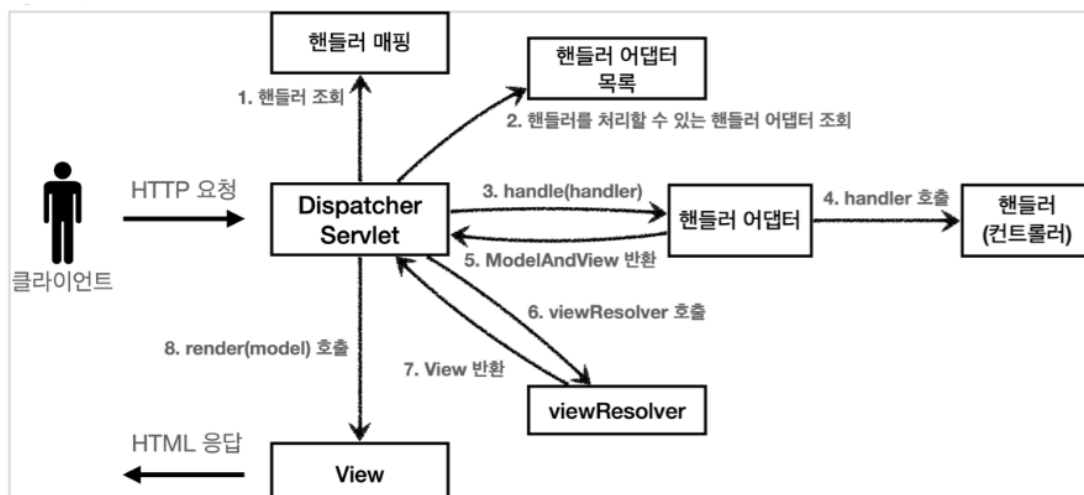 핸들러 매핑
핸들러 어댑터
목록
1. 핸들러 조회
2. 핸들러를 처리할 수 있는 핸들러 어댑터 조회
HTTP 요청
Dispatcher
Servlet
3. handle(handler)
핸들러 어댑터
4. handler 호출
핸들러
(컨트롤러)
클라이언트
5. ModelAndView 반환
6. viewResolver 호출
8. render(model) 호출
7. View 반환
viewResolver
HTML 응답
View